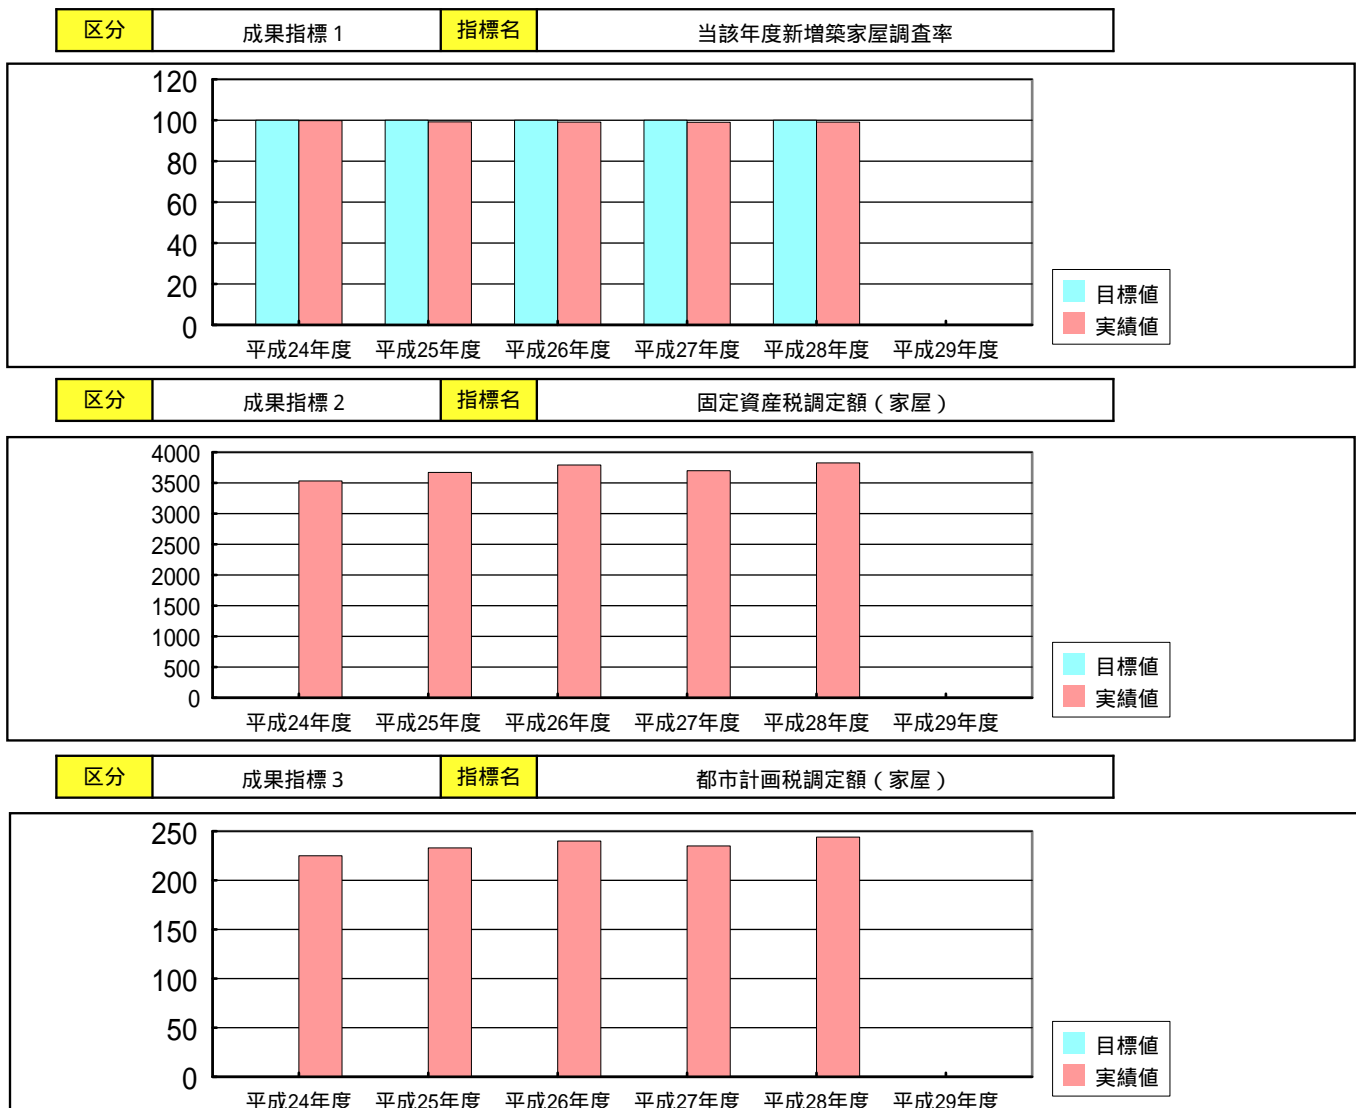 区分 成果指標1 指標名 当該年度新増築家屋調査率
120
100
80
60
40
20
0
目標値
実績値
平成24年度 平成25年度 平成26年度 平成27年度 平成28年度 平成29年度
区分 成果指標2 指標名 固定資産税調定額(家屋)
4000
3500
3000
2500
2000
1500
1000
500
0
目標値
実績値
平成24年度 平成25年度 平成26年度 平成27年度 平成28年度 平成29年度
区分 成果指標3 指標名 都市計画税調定額(家屋)
250
200
150
100
50
0
目標値
実績値
平成24年度 平成25年度 平成26年度 平成27年度 平成28年度 平成29年度